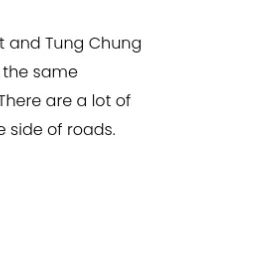 t and Tung Chung
the same
There are a lot of
e side of roads.